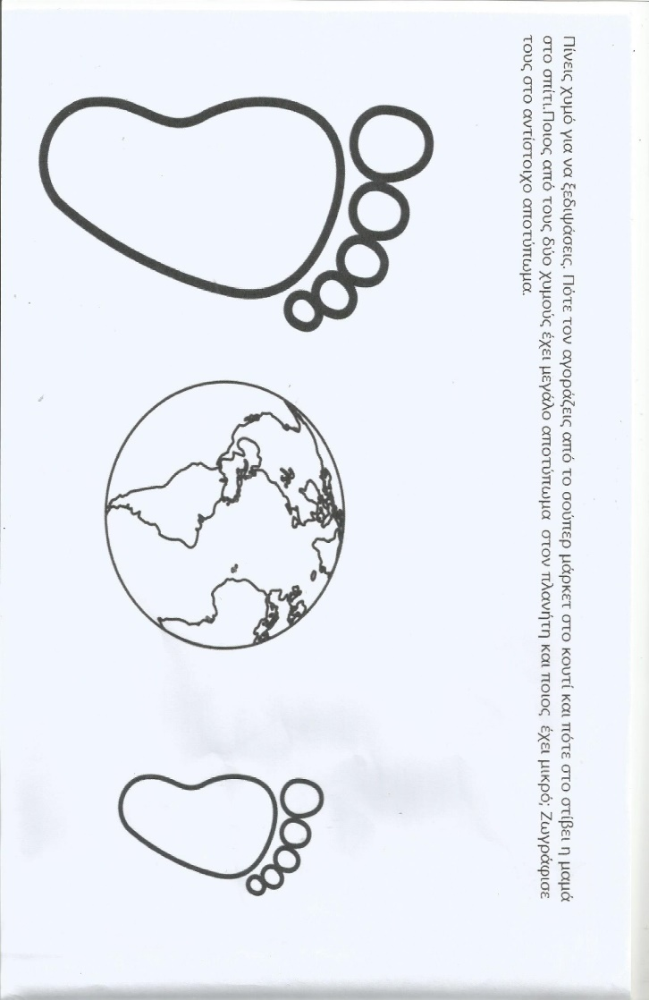 Πίνεις χυμό για να ξεδιψάσεις. Πότε τον αγοράζεις από το σούπερ μάρκετ στο κουτί και πότε στο στίβει η μαμά
στο σπίτι.Ποιος από τους δύο χυμούς έχει μεγάλο αποτύπωμα στον πλανήτη και ποιος έχει μικρό; Ζωγράφισε
τους στο αντίστοιχο αποτύπωμα.